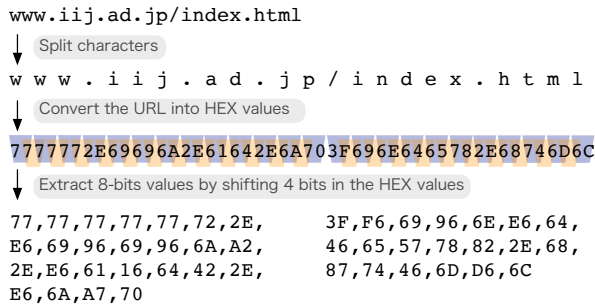 www.iij.ad.jp/index.html
Split characters
w w w . i i j . a d . j p / i n d e x . h t m l
Convert the URL into HEX values
7777772E69696A2E61642E6A703F696E6465782E68746D6C
Extract 8-bits values by shifting 4 bits in the HEX values
77,77,77,77,77,72,2E,
E6,69,96,69,96,6A,A2,
2E,E6,61,16,64,42,2E,
E6,6A,A7,70
3F,F6,69,96,6E,E6,64,
46,65,57,78,82,2E,68,
87,74,46,6D,D6,6C